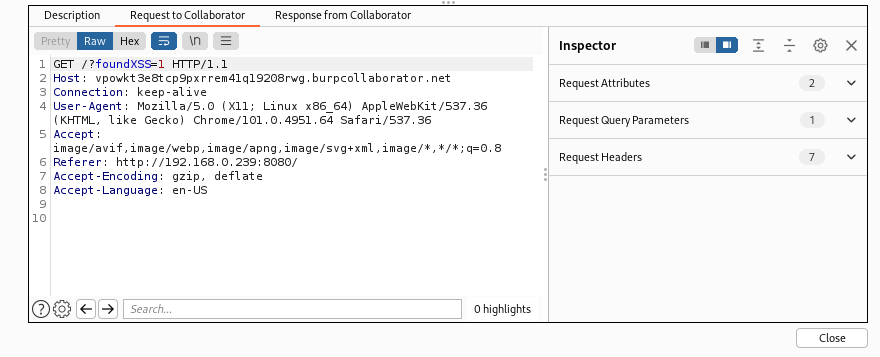 Description Request to Collaborator Response from Collaborator
Pretty Raw Hex \n
1 GET /?foundXSS=1 HTTP/1.1
2 Host: vpowkt3e8tcp9pxrrem41q19208rwg.burpcollaborator.net
3 Connection: keep-alive
4 User-Agent: Mozilla/5.0 (X11; Linux x86_64) AppleWebKit/537.36
(KHTML, like Gecko) Chrome/101.0.4951.64 Safari/537.36
5 Accept:
image/avif,image/webp,image/apng,image/svg+xml,image/*,*/*;q=0.8
6 Referer: http://192.168.0.239:8080/
7 Accept-Encoding: gzip, deflate
8 Accept-Language: en-US
9
10
Search...
0 highlights
Inspector
Request Attributes 2
Request Query Parameters 1
Request Headers 7
Close